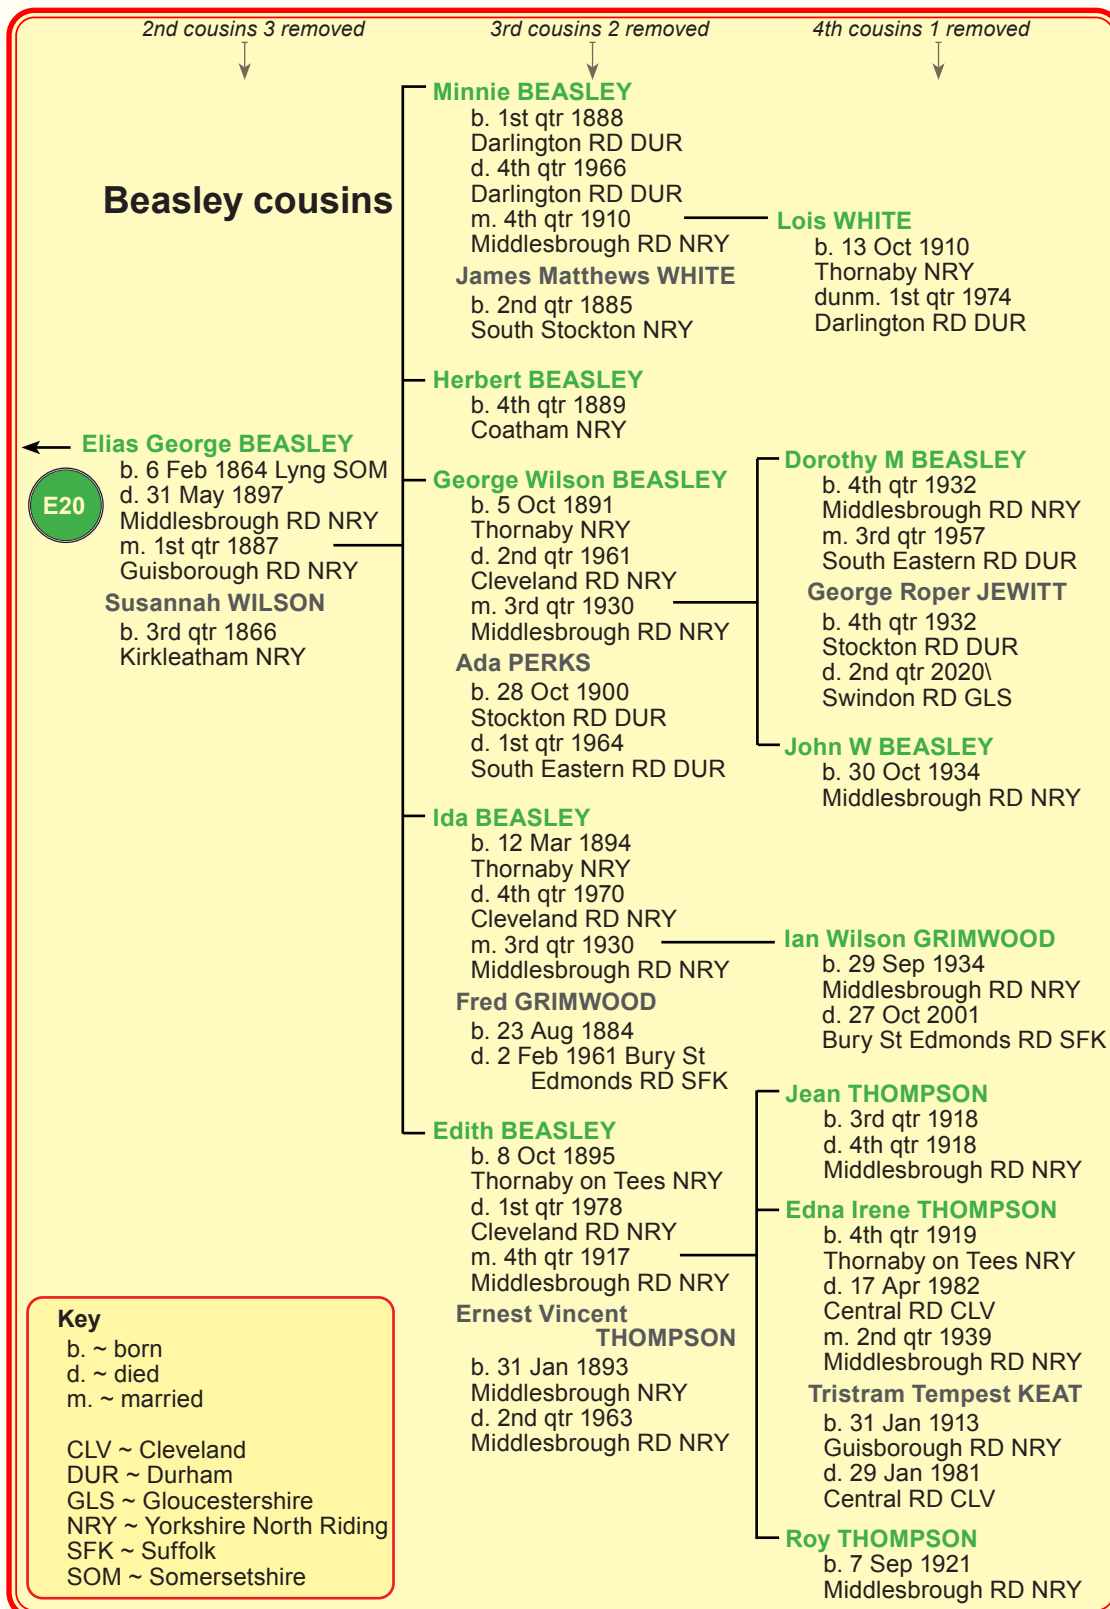 2nd cousins 3 removed
3rd cousins 2 removed
4th cousins 1 removed
Beasley cousins
E20
Elias George BEASLEY
b. 6 Feb 1864 Lyng SOM
d. 31 May 1897
Middlesbrough RD NRY
m. 1st qtr 1887
Guisborough RD NRY
Susannah WILSON
b. 3rd qtr 1866
Kirkleatham NRY
Minnie BEASLEY
b. 1st qtr 1888
Darlington RD DUR
d. 4th qtr 1966
Darlington RD DUR
m. 4th qtr 1910
Middlesbrough RD NRY
James Matthews WHITE
b. 2nd qtr 1885
South Stockton NRY
Herbert BEASLEY
b. 4th qtr 1889
Coatham NRY
George Wilson BEASLEY
b. 5 Oct 1891
Thornaby NRY
d. 2nd qtr 1961
Cleveland RD NRY
m. 3rd qtr 1930
Middlesbrough RD NRY
Ada PERKS
b. 28 Oct 1900
Stockton RD DUR
d. 1st qtr 1964
South Eastern RD DUR
Ida BEASLEY
b. 12 Mar 1894
Thornaby NRY
d. 4th qtr 1970
Cleveland RD NRY
m. 3rd qtr 1930
Middlesbrough RD NRY
Fred GRIMWOOD
b. 23 Aug 1884
d. 2 Feb 1961 Bury St
Edmonds RD SFK
Edith BEASLEY
b. 8 Oct 1895
Thornaby on Tees NRY
d. 1st qtr 1978
Cleveland RD NRY
m. 4th qtr 1917
Middlesbrough RD NRY
Ernest Vincent
THOMPSON
b. 31 Jan 1893
Middlesbrough NRY
d. 2nd qtr 1963
Middlesbrough RD NRY
Lois WHITE
b. 13 Oct 1910
Thornaby NRY
dunm. 1st qtr 1974
Darlington RD DUR
Dorothy M BEASLEY
b. 4th qtr 1932
Middlesbrough RD NRY
m. 3rd qtr 1957
South Eastern RD DUR
George Roper JEWITT
b. 4th qtr 1932
Stockton RD DUR
d. 2nd qtr 2020\
Swindon RD GLS
John W BEASLEY
b. 30 Oct 1934
Middlesbrough RD NRY
Ian Wilson GRIMWOOD
b. 29 Sep 1934
Middlesbrough RD NRY
d. 27 Oct 2001
Bury St Edmonds RD SFK
Jean THOMPSON
b. 3rd qtr 1918
d. 4th qtr 1918
Middlesbrough RD NRY
Edna Irene THOMPSON
b. 4th qtr 1919
Thornaby on Tees NRY
d. 17 Apr 1982
Central RD CLV
m. 2nd qtr 1939
Middlesbrough RD NRY
Tristram Tempest KEAT
b. 31 Jan 1913
Guisborough RD NRY
d. 29 Jan 1981
Central RD CLV
Roy THOMPSON
b. 7 Sep 1921
Middlesbrough RD NRY
Key
b. ~ born
d. ~ died
m. ~ married
CLV ~ Cleveland
DUR ~ Durham
GLS ~ Gloucestershire
NRY ~ Yorkshire North Riding
SFK ~ Suffolk
SOM ~ Somersetshire